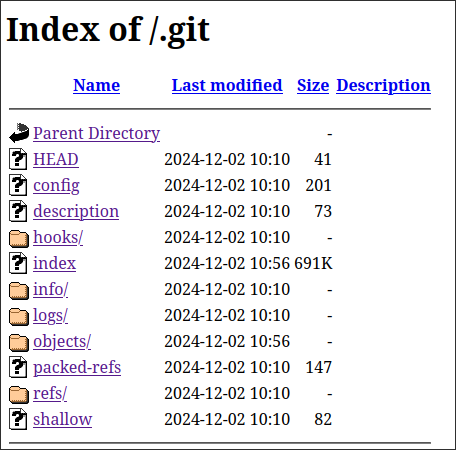 Index of /.git
Name Last modified Size Description
Parent Directory -
HEAD 2024-12-02 10:10 41
config 2024-12-02 10:10 201
description 2024-12-02 10:10 73
hooks/ 2024-12-02 10:10 -
index 2024-12-02 10:56 691K
info/ 2024-12-02 10:10 -
logs/ 2024-12-02 10:10 -
objects/ 2024-12-02 10:56 -
packed-refs 2024-12-02 10:10 147
refs/ 2024-12-02 10:10 -
shallow 2024-12-02 10:10 82